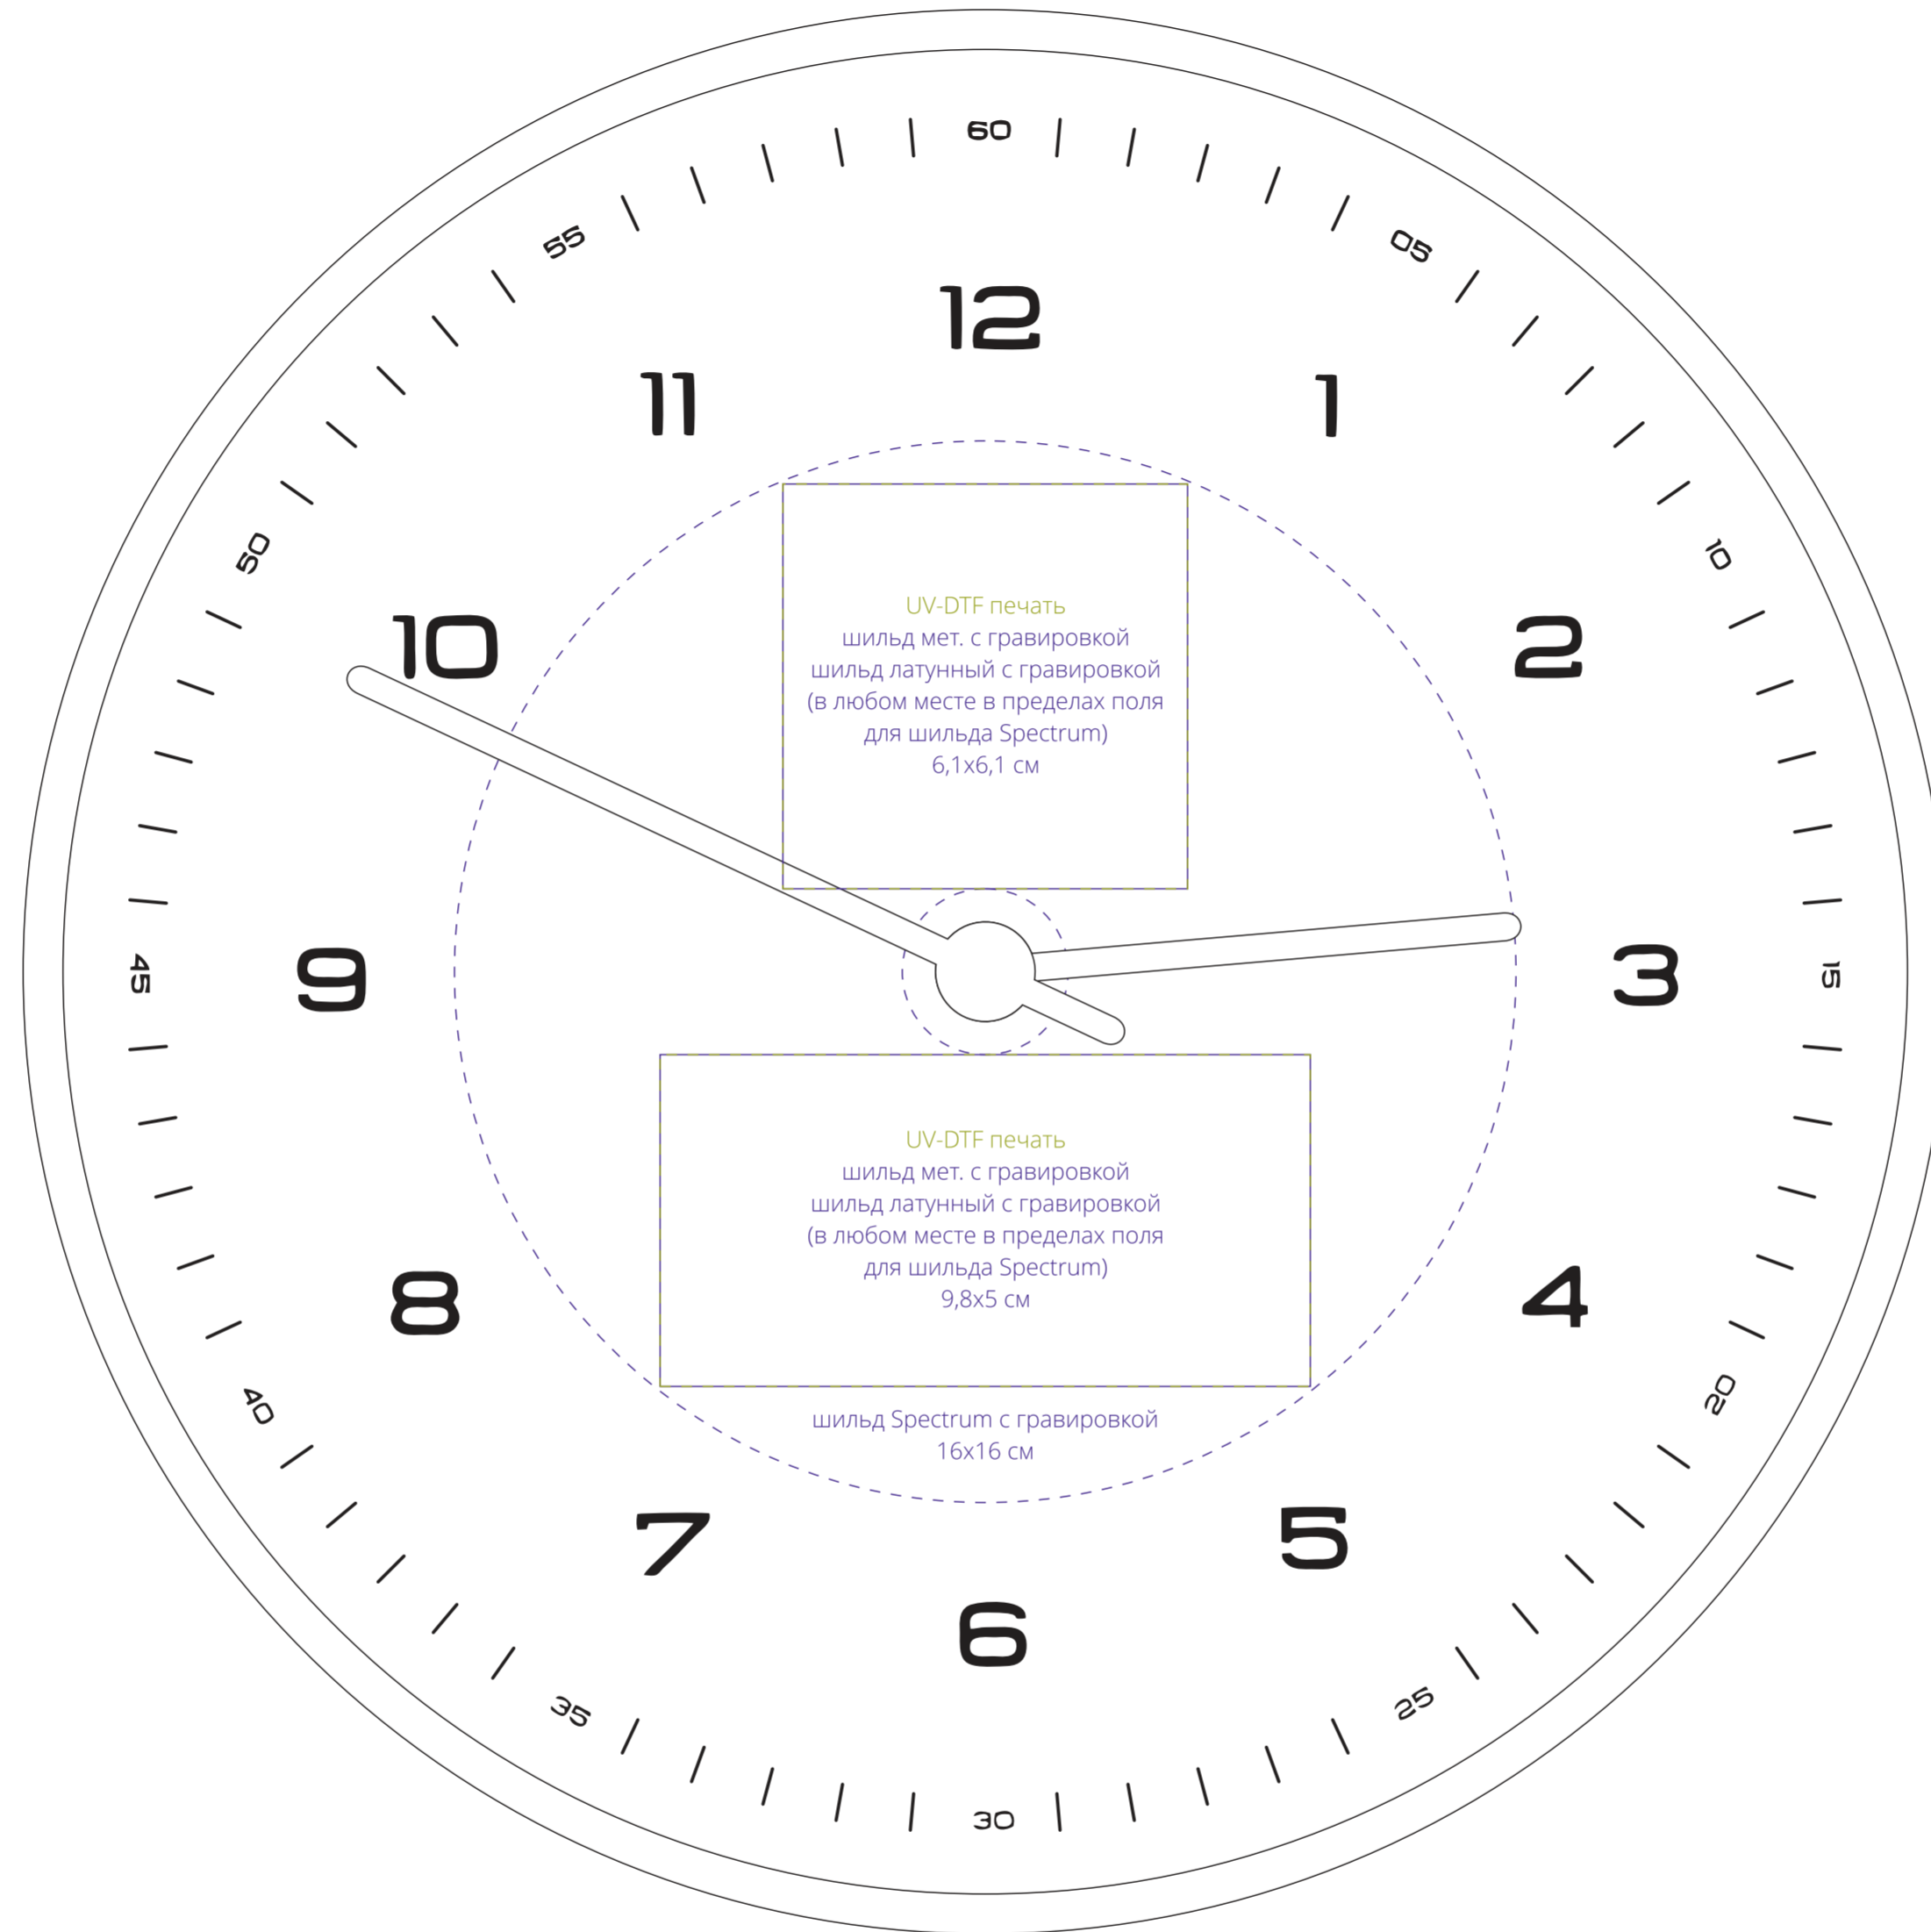 60
55
05
12
11
1
50
10
10
2
UV-DTF печать
шильд мет. с гравировкой
шильд латунный с гравировкой
(в любом месте в пределах поля
для шильда Spectrum)
6,1х6,1 см
45
9
3
15
UV-DTF печать
шильд мет. с гравировкой
шильд латунный с гравировкой
(в любом месте в пределах поля
для шильда Spectrum)
9,8х5 см
8
4
40
20
шильд Spectrum с гравировкой
16х16 см
7
5
6
35
25
30